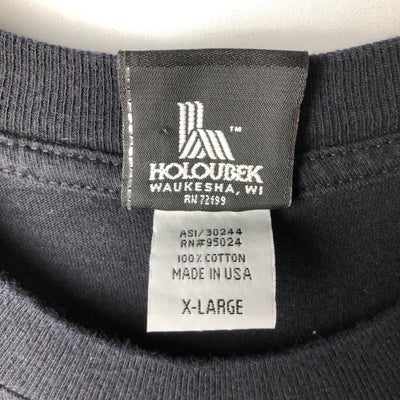 ™
HOLOUBEK
WAUKESHA, WI
RN 72199
ASI/30244
RN#95024
100% COTTON
MADE IN USA
X-LARGE